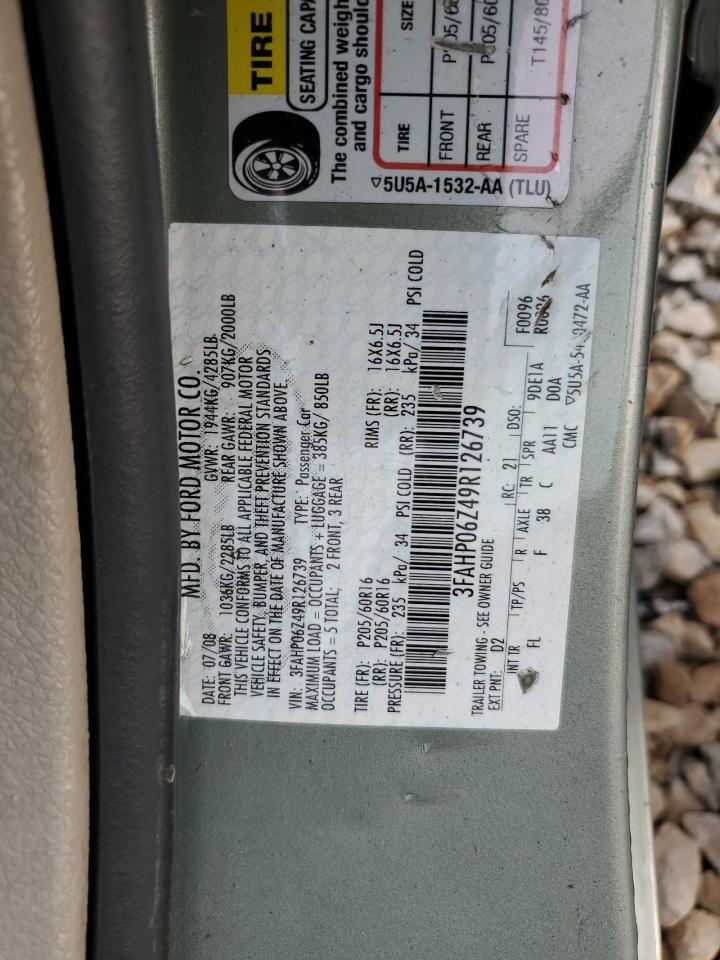 MFD. BY FORD MOTOR CO.
DATE: 07/08 GVWR: 1944KG/4285LB
FRONT GAWR: 1036KG/2285LB REAR GAWR: 907KG/2000LB
THIS VEHICLE CONFORMS TO ALL APPLICABLE FEDERAL MOTOR
VEHICLE SAFETY, BUMPER, AND THEFT PREVENTION STANDARDS
IN EFFECT ON THE DATE OF MANUFACTURE SHOWN ABOVE.
VIN: 3FAHP06Z49R126739 TYPE: Passenger Car
MAXIMUM LOAD = OCCUPANTS + LUGGAGE = 385KG/ 850LB
OCCUPANTS = 5 TOTAL; 2 FRONT, 3 REAR
TIRE (FR): P205/60R16 RIMS (FR): 16X6.5J
(RR): P205/60R16 (RR): 16X6.5J
PRESSURE (FR): 235 kPa/ 34 PSI COLD (RR): 235 kPa/ 34 PSI COLD
3FAHP06Z49R126739
TRAILER TOWING - SEE OWNER GUIDE
EXT PNT: D2 RC: 21 DSO: F0096
INT TR TP/PS R AXLE TR SPR 9DE1A
FL F 38 C AA11 D0A
CMC
TIRE
SEATING
The combined
and cargo
TIRE SIZE
FRONT
REAR
SPARE T145/80
5U5A-1532-AA (TLU)